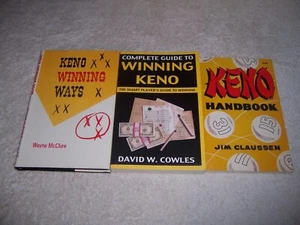 KENO
WINNING
WAYS
Wayne McClure
COMPLETE GUIDE TO
WINNING
KENO
THE SMART PLAYER'S GUIDE TO WINNING!
DAVID W. COWLES
KENO
HANDBOOK
JIM CLAUSSEN